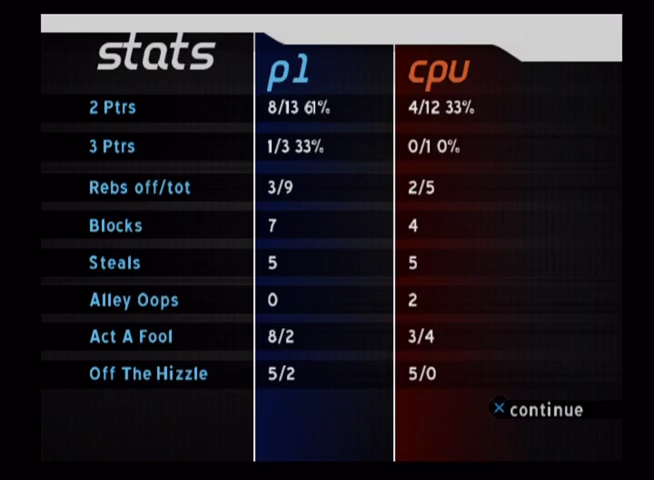 stats p1 cpu
2 Ptrs 8/13 61% 4/12 33%
3 Ptrs 1/3 33% 0/1 0%
Rebs off/tot 3/9 2/5
Blocks 7 4
Steals 5 5
Alley Oops 0 2
Act A Fool 8/2 3/4
Off The Hizzle 5/2 5/0
continue